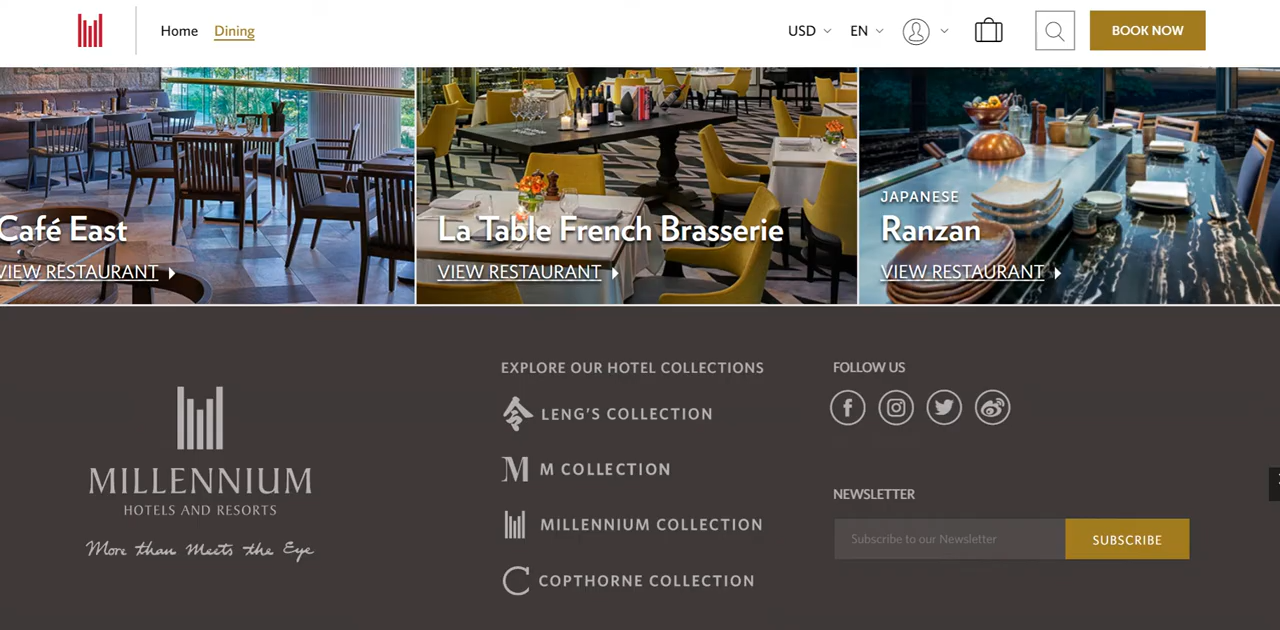 Home
Dining
USD
EN
BOOK NOW
Café East
VIEW RESTAURANT
La Table French Brasserie
VIEW RESTAURANT
JAPANESE
Ranzan
VIEW RESTAURANT
MILLENNIUM
HOTELS AND RESORTS
More than Meets the Eye
EXPLORE OUR HOTEL COLLECTIONS
LENG'S COLLECTION
M COLLECTION
MILLENNIUM COLLECTION
COPTHORNE COLLECTION
FOLLOW US
NEWSLETTER
Subscribe to our Newsletter
SUBSCRIBE